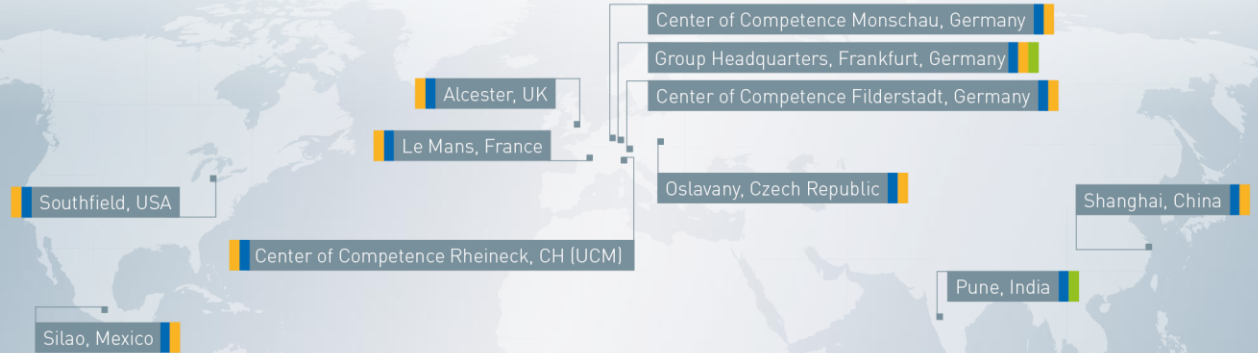 Center of Competence Monschau, Germany
Group Headquarters, Frankfurt, Germany
Alcester, UK
Center of Competence Filderstadt, Germany
Le Mans, France
Oslavany, Czech Republic
Southfield, USA
Shanghai, China
Center of Competence Rheineck, CH (UCM)
Pune, India
Silao, Mexico